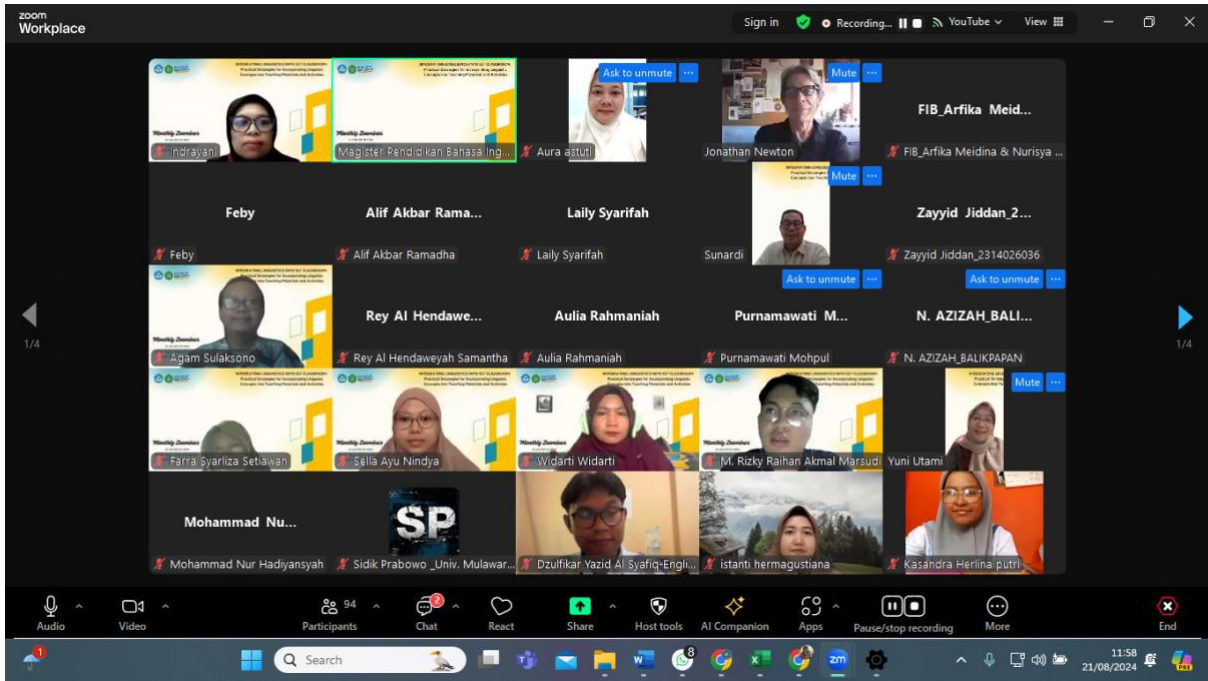 zoom
Workplace
Sign in
Recording...
YouTube
View
Monthly Zoominar
Indrayani
Magister Pendidikan Bahasa Ing...
Ask to unmute
Aura astuti
Mute
Jonathan Newton
FIB_Arfika Meid...
FIB_Arfika Meidina & Nurisya ...
Feby
Feby
Alif Akbar Rama...
Alif Akbar Ramadha
Laily Syarifah
Laily Syarifah
Mute
Sunardi
Zayyid Jiddan_2...
Zayyid Jiddan_2314026036
Agam Sulaksono
Rey Al Hendawe...
Rey Al Hendaweyah Samantha
Aulia Rahmaniah
Aulia Rahmaniah
Ask to unmute
Purnamawati M...
Purnamawati Mohpul
Ask to unmute
N. AZIZAH_BALI...
N. AZIZAH_BALIKPAPAN
1/4
1/4
Farra Syarliza Setiawan
Sella Ayu Nindya
Widarti Widarti
M. Rizky Raihan Akmal Marsudi
Mute
Yuni Utami
Mohammad Nu...
Mohammad Nur Hadiyansyah
SP
Sidik Prabowo _Univ. Mulawar...
Dzulfikar Yazid Al Syafiq-Engli...
istanti hermagustiana
Kasandra Herlina putri
Audio
Video
94
Participants
2
Chat
React
Share
Host tools
AI Companion
Apps
Pause/stop recording
More
End
1
Search
8
zm
11:58
21/08/2024
PRE